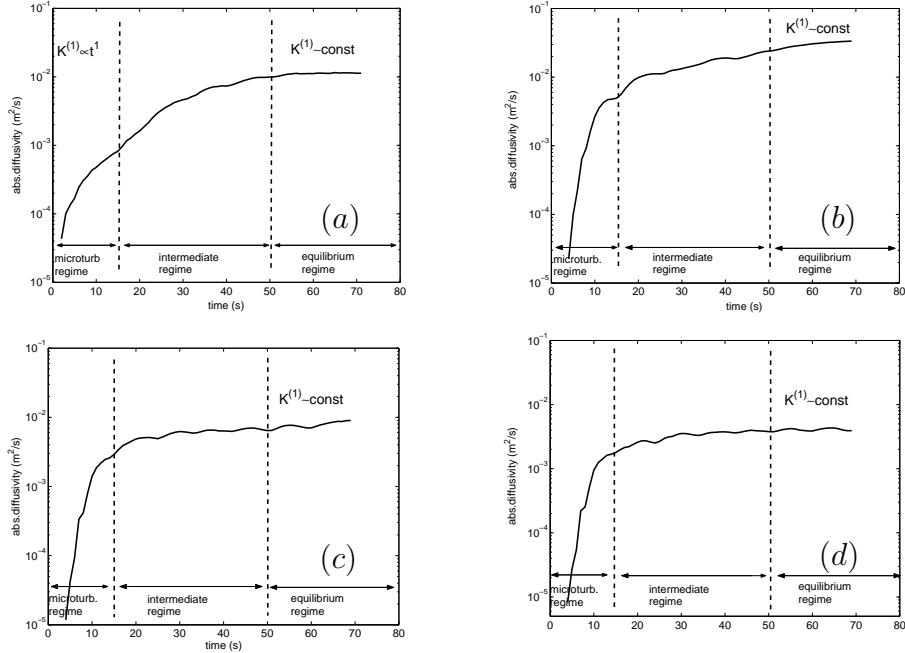 10^-1
10^-2
10^-3
10^-4
10^-5
abs.diffusivity (m^2/s)
K^(1)∝t^1
K^(1)~const
(a)
microturb regime
intermediate regime
equilibrium regime
0 10 20 30 40 50 60 70 80
time (s)
10^-1
10^-2
10^-3
10^-4
10^-5
abs.diffusivity (m^2/s)
K^(1)~const
(b)
microturb. regime
intermediate regime
equilibrium regime
0 10 20 30 40 50 60 70 80
time (s)
10^-1
10^-2
10^-3
10^-4
10^-5
abs.diffusivity (m^2/s)
K^(1)~const
(c)
microturb. regime
intermediate regime
equilibrium regime
0 10 20 30 40 50 60 70 80
time (s)
10^-1
10^-2
10^-3
10^-4
10^-5
abs.diffusivity (m^2/s)
K^(1)~const
(d)
microturb. regime
intermediate regime
equilibrium regime
0 10 20 30 40 50 60 70 80